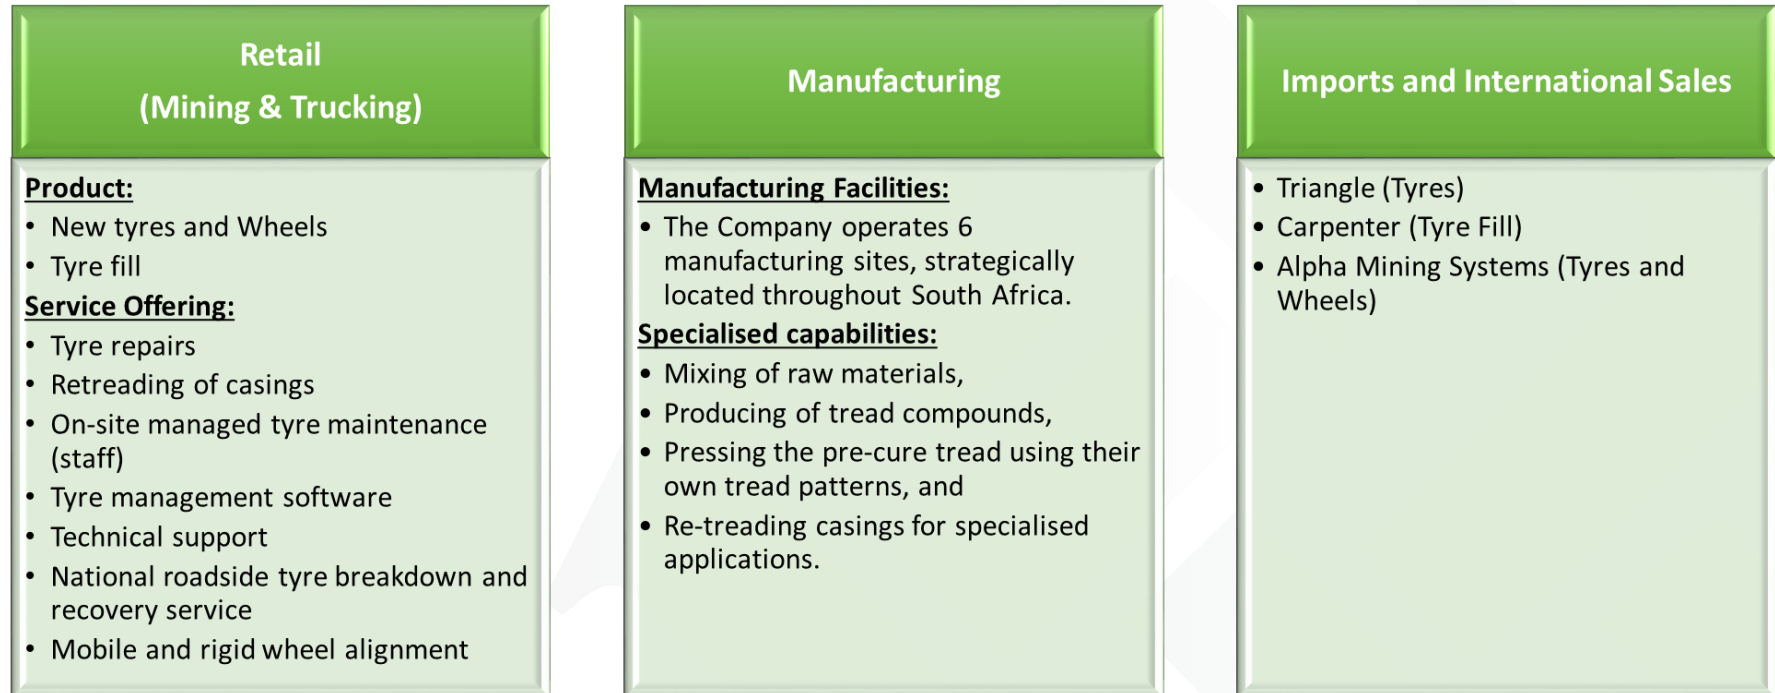 Retail
(Mining & Trucking)
Product:
• New tyres and Wheels
• Tyre fill
Service Offering:
• Tyre repairs
• Retreading of casings
• On-site managed tyre maintenance
(staff)
• Tyre management software
• Technical support
• National roadside tyre breakdown and
recovery service
• Mobile and rigid wheel alignment
Manufacturing
Manufacturing Facilities:
• The Company operates 6
manufacturing sites, strategically
located throughout South Africa.
Specialised capabilities:
• Mixing of raw materials,
• Producing of tread compounds,
• Pressing the pre-cure tread using their
own tread patterns, and
• Re-treading casings for specialised
applications.
Imports and International Sales
• Triangle (Tyres)
• Carpenter (Tyre Fill)
• Alpha Mining Systems (Tyres and
Wheels)